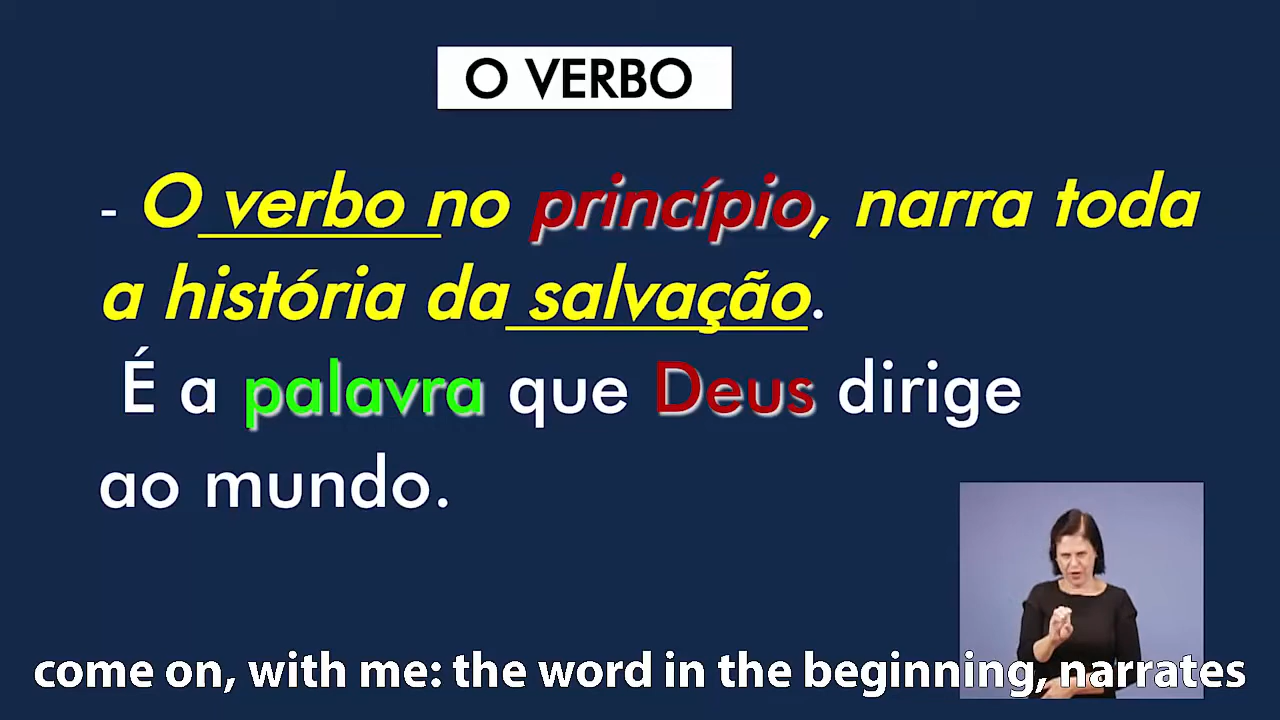 O VERBO
- O verbo no princípio, narra toda
a história da salvação.
É a palavra que Deus dirige
ao mundo.
come on, with me: the word in the beginning, narrates